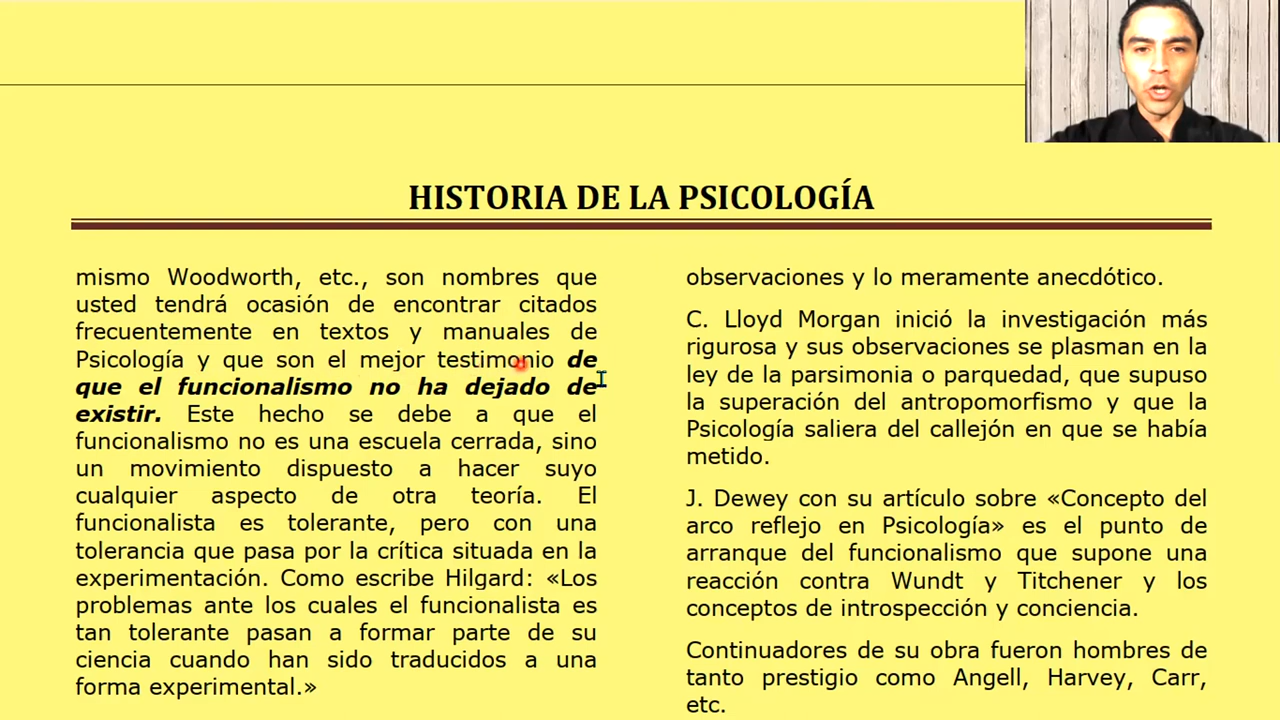 HISTORIA DE LA PSICOLOGÍA
mismo Woodworth, etc., son nombres que
usted tendrá ocasión de encontrar citados
frecuentemente en textos y manuales de
Psicología y que son el mejor testimonio de
que el funcionalismo no ha dejado de
existir. Este hecho se debe a que el
funcionalismo no es una escuela cerrada, sino
un movimiento dispuesto a hacer suyo
cualquier aspecto de otra teoría. El
funcionalista es tolerante, pero con una
tolerancia que pasa por la crítica situada en la
experimentación. Como escribe Hilgard: «Los
problemas ante los cuales el funcionalista es
tan tolerante pasan a formar parte de su
ciencia cuando han sido traducidos a una
forma experimental.»
observaciones y lo meramente anecdótico.
C. Lloyd Morgan inició la investigación más
rigurosa y sus observaciones se plasman en la
ley de la parsimonia o parquedad, que supuso
la superación del antropomorfismo y que la
Psicología saliera del callejón en que se había
metido.
J. Dewey con su artículo sobre «Concepto del
arco reflejo en Psicología» es el punto de
arranque del funcionalismo que supone una
reacción contra Wundt y Titchener y los
conceptos de introspección y conciencia.
Continuadores de su obra fueron hombres de
tanto prestigio como Angell, Harvey, Carr,
etc.